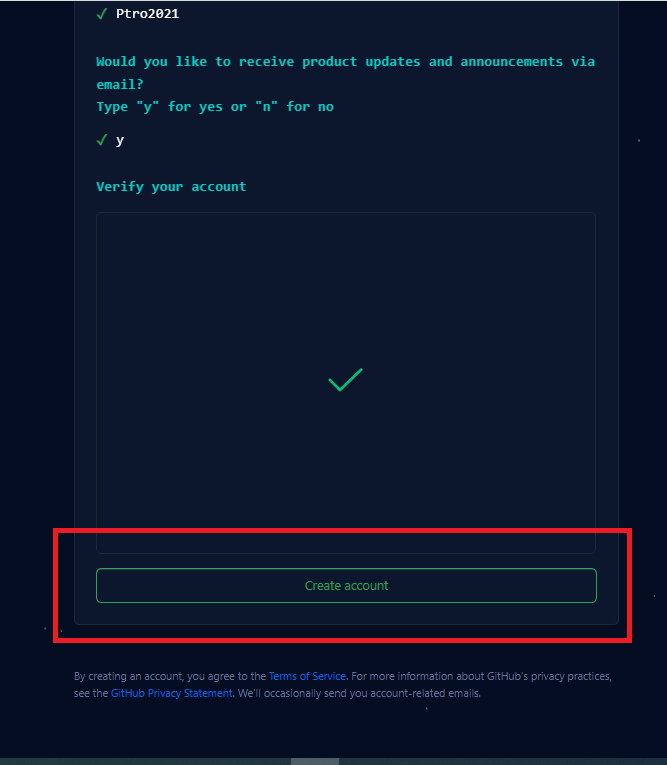 ✓ Ptro2021
Would you like to receive product updates and announcements via
email?
Type "y" for yes or "n" for no
✓ y
Verify your account
Create account
By creating an account, you agree to the Terms of Service. For more information about GitHub's privacy practices,
see the GitHub Privacy Statement. We'll occasionally send you account-related emails.